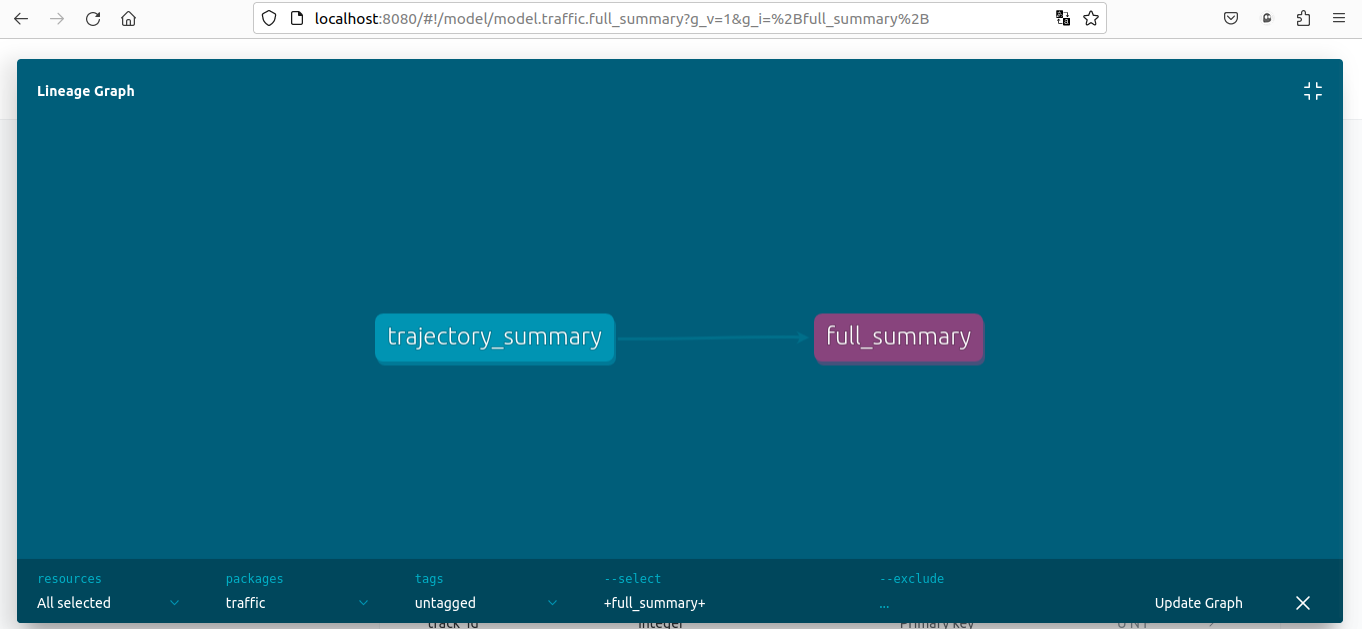 localhost:8080/#!/model/model.traffic.full_summary?g_v=1&g_i=%2Bfull_summary%2B
Lineage Graph
trajectory_summary
full_summary
resources packages tags --select --exclude
All selected traffic untagged +full_summary+ ... Update Graph
track_id integer Primary Key